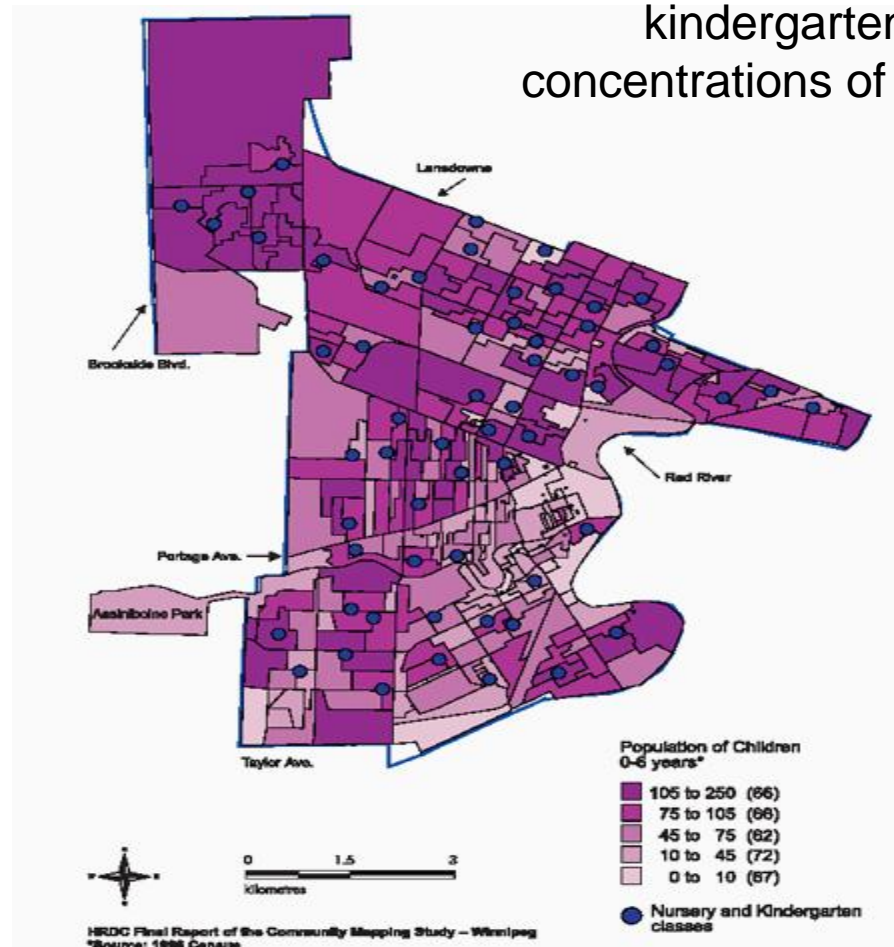 kindergarten
concentrations of
Lansdowne
Brookside Blvd.
Red River
Portage Ave.
Assiniboine Park
Taylor Ave.
Population of Children
0-6 years*
105 to 250 (66)
75 to 105 (66)
45 to 75 (62)
10 to 45 (72)
0 to 10 (67)
Nursery and Kindergarten
classes
0 1.5 3
kilometres
HRDC Final Report of the Community Mapping Study – Winnipeg
*Source: 1996 Census